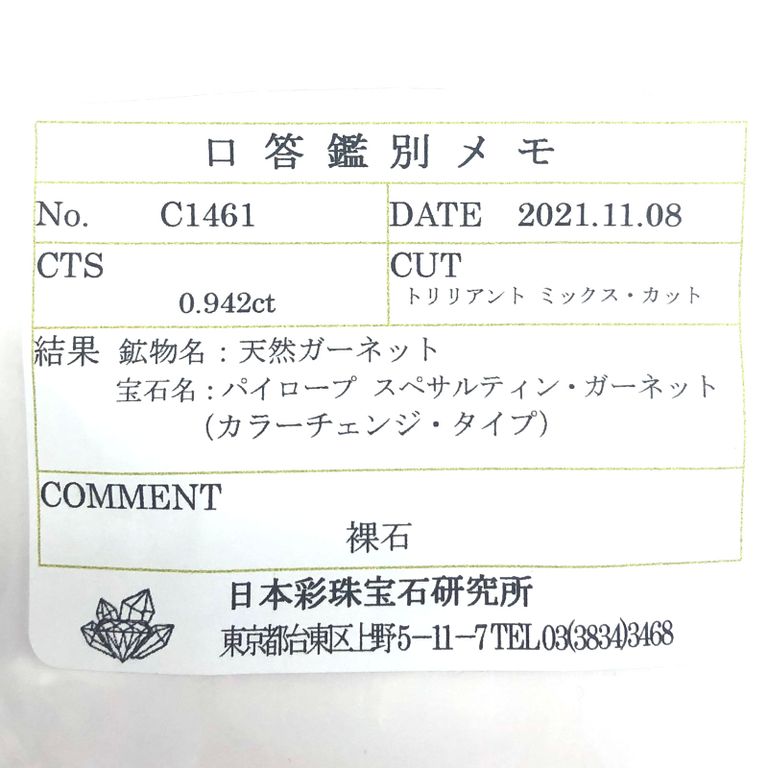 口答鑑別メモ
No. C1461 DATE 2021.11.08
CTS 0.942ct CUT トリリアント ミックス・カット
結果 鉱物名：天然ガーネット
宝石名：パイロープ スペサルティン・ガーネット
（カラーチェンジ・タイプ）
COMMENT
裸石
日本彩珠宝石研究所
東京都台東区上野5－11－7 TEL 03(3834)3468